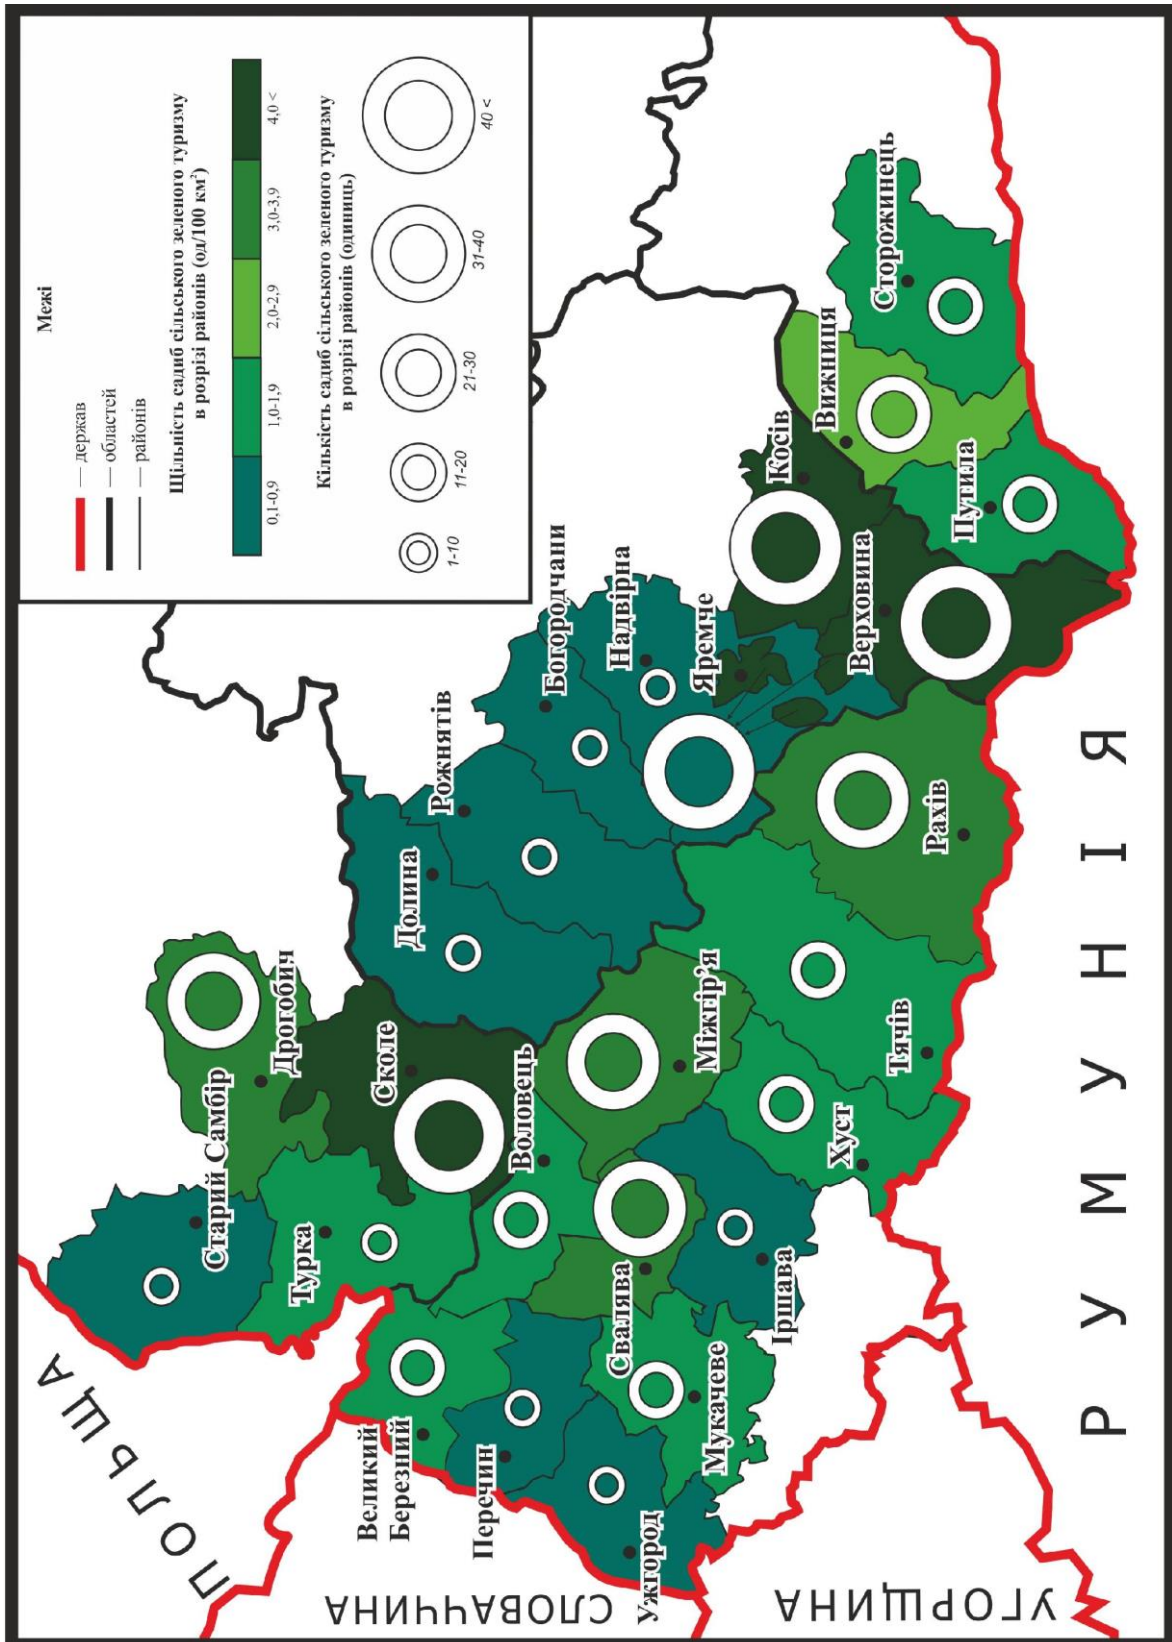 Межі
— держав
— областей
— районів
Щільність садиб сільського зеленого туризму
в розрізі районів (од/100 км²)
0,1-0,9
1,0-1,9
2,0-2,9
3,0-3,9
4,0 <
Кількість садиб сільського зеленого туризму
в розрізі районів (одиниць)
1-10
11-20
21-30
31-40
40 <
ПОЛЬЩА
СЛОВАЧЧИНА
УГОРЩИНА
РУМУНІЯ
Старий Самбір
Дрогобич
Турка
Сколе
Долина
Рожнятів
Богородчани
Надвірна
Яремче
Косів
Верховина
Вижниця
Путила
Сторожинець
Великий
Березний
Перечин
Ужгород
Мукачеве
Свалява
Воловець
Міжгір’я
Іршава
Хуст
Тячів
Рахів